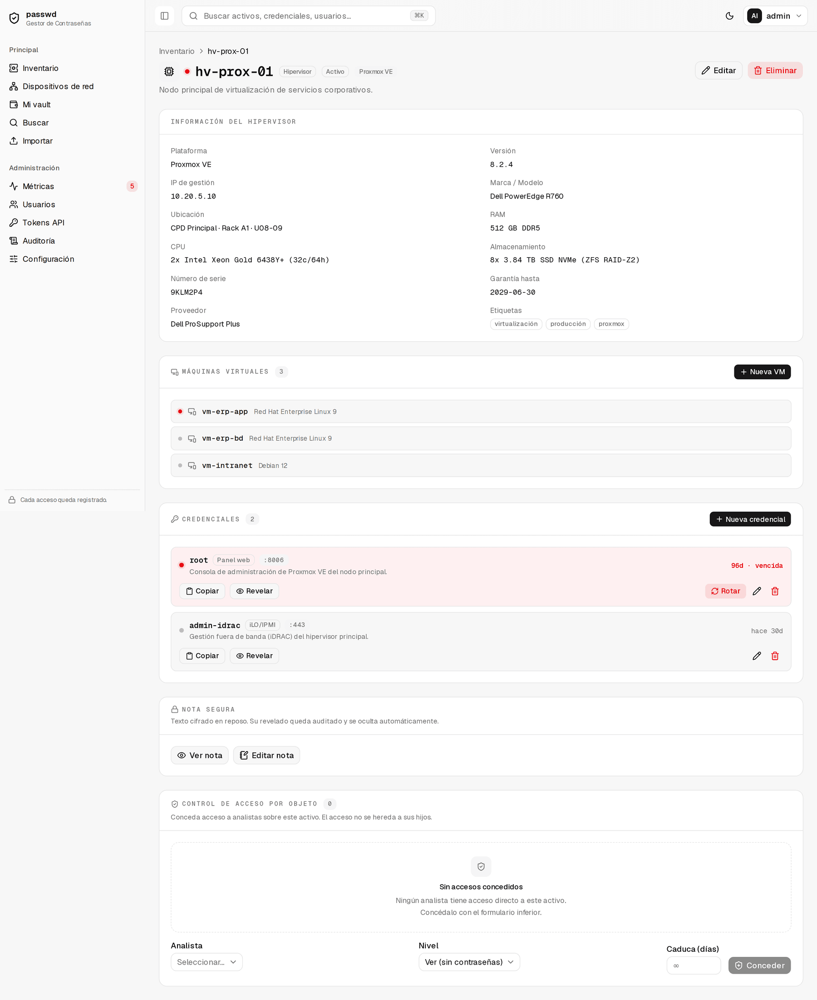 passwd
Gestor de Contraseñas
Buscar activos, credenciales, usuarios...
⌘K
AI
admin
Principal
Inventario
Dispositivos de red
Mi vault
Buscar
Importar
Administración
Métricas 5
Usuarios
Tokens API
Auditoría
Configuración
Cada acceso queda registrado.
Inventario > hv-prox-01
hv-prox-01 Hipervisor Activo Proxmox VE
Editar Eliminar
Nodo principal de virtualización de servicios corporativos.
INFORMACIÓN DEL HIPERVISOR
Plataforma
Proxmox VE
Versión
8.2.4
IP de gestión
10.20.5.10
Marca / Modelo
Dell PowerEdge R760
Ubicación
CPD Principal · Rack A1 · U08-09
RAM
512 GB DDR5
CPU
2x Intel Xeon Gold 6438Y+ (32c/64h)
Almacenamiento
8x 3.84 TB SSD NVMe (ZFS RAID-Z2)
Número de serie
9KLM2P4
Garantía hasta
2029-06-30
Proveedor
Dell ProSupport Plus
Etiquetas
virtualización producción proxmox
MÁQUINAS VIRTUALES 3
+ Nueva VM
vm-erp-app Red Hat Enterprise Linux 9
vm-erp-bd Red Hat Enterprise Linux 9
vm-intranet Debian 12
CREDENCIALES 2
+ Nueva credencial
root Panel web :8006
Consola de administración de Proxmox VE del nodo principal.
96d · vencida
Copiar Revelar
Rotar
admin-idrac iLO/IPMI :443
Gestión fuera de banda (iDRAC) del hipervisor principal.
hace 30d
Copiar Revelar
NOTA SEGURA
Texto cifrado en reposo. Su revelado queda auditado y se oculta automáticamente.
Ver nota Editar nota
CONTROL DE ACCESO POR OBJETO 0
Conceda acceso a analistas sobre este activo. El acceso no se hereda a sus hijos.
Sin accesos concedidos
Ningún analista tiene acceso directo a este activo.
Concédalo con el formulario inferior.
Analista
Seleccionar...
Nivel
Ver (sin contraseñas)
Caduca (días)
∞
Conceder